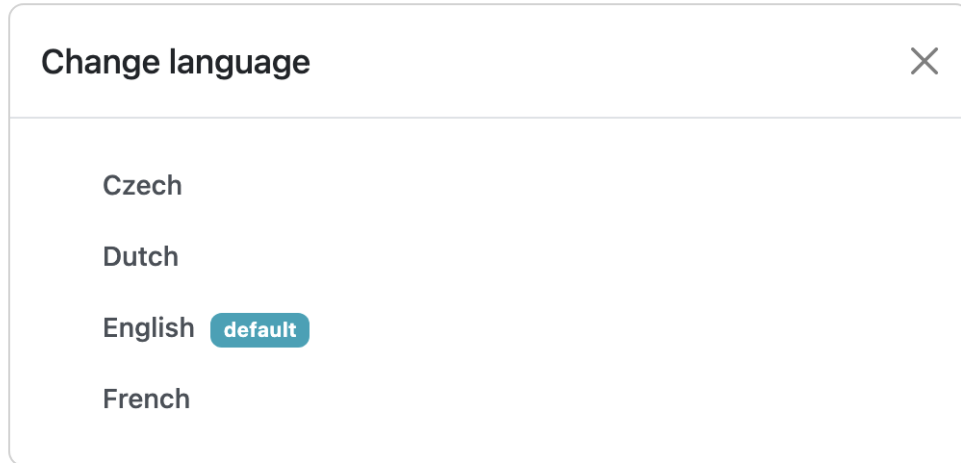 Change language
Czech
Dutch
English default
French